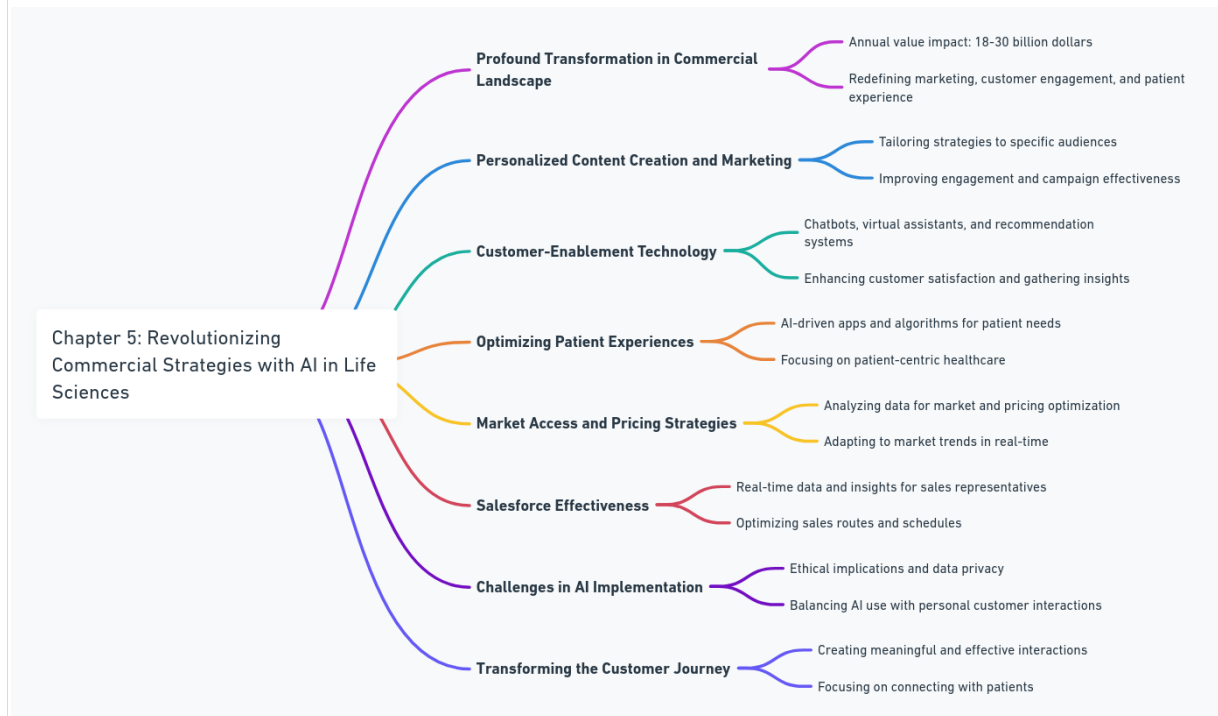 Chapter 5: Revolutionizing
Commercial Strategies with AI in Life
Sciences
Profound Transformation in Commercial
Landscape
Annual value impact: 18-30 billion dollars
Redefining marketing, customer engagement, and patient
experience
Personalized Content Creation and Marketing
Tailoring strategies to specific audiences
Improving engagement and campaign effectiveness
Customer-Enablement Technology
Chatbots, virtual assistants, and recommendation
systems
Enhancing customer satisfaction and gathering insights
Optimizing Patient Experiences
AI-driven apps and algorithms for patient needs
Focusing on patient-centric healthcare
Market Access and Pricing Strategies
Analyzing data for market and pricing optimization
Adapting to market trends in real-time
Salesforce Effectiveness
Real-time data and insights for sales representatives
Optimizing sales routes and schedules
Challenges in AI Implementation
Ethical implications and data privacy
Balancing AI use with personal customer interactions
Transforming the Customer Journey
Creating meaningful and effective interactions
Focusing on connecting with patients